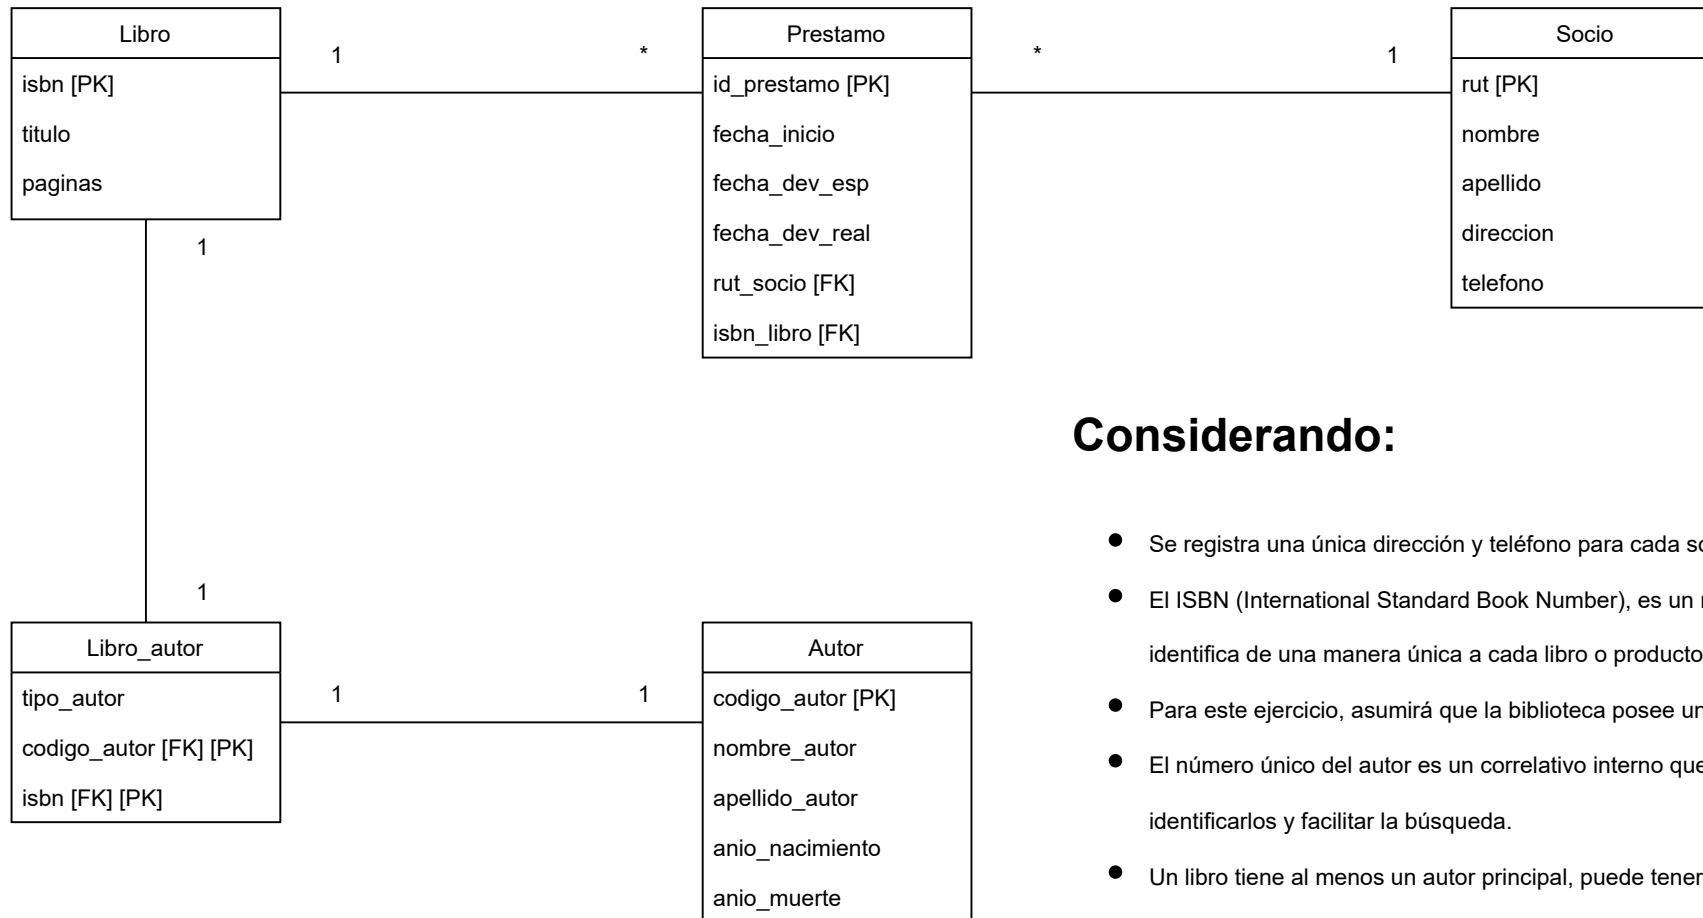 Libro
isbn [PK]
titulo
paginas
1
*
Prestamo
id_prestamo [PK]
fecha_inicio
fecha_dev_esp
fecha_dev_real
rut_socio [FK]
isbn_libro [FK]
*
1
Socio
rut [PK]
nombre
apellido
direccion
telefono
1
1
Libro_autor
tipo_autor
codigo_autor [FK] [PK]
isbn [FK] [PK]
1
1
Autor
codigo_autor [PK]
nombre_autor
apellido_autor
anio_nacimiento
anio_muerte
Considerando:
● Se registra una única dirección y teléfono para cada
● El ISBN (International Standard Book Number), es un
identifica de una manera única a cada libro o producto
● Para este ejercicio, asumirá que la biblioteca posee
● El número único del autor es un correlativo interno que
identificarlos y facilitar la búsqueda.
● Un libro tiene al menos un autor principal, puede tener